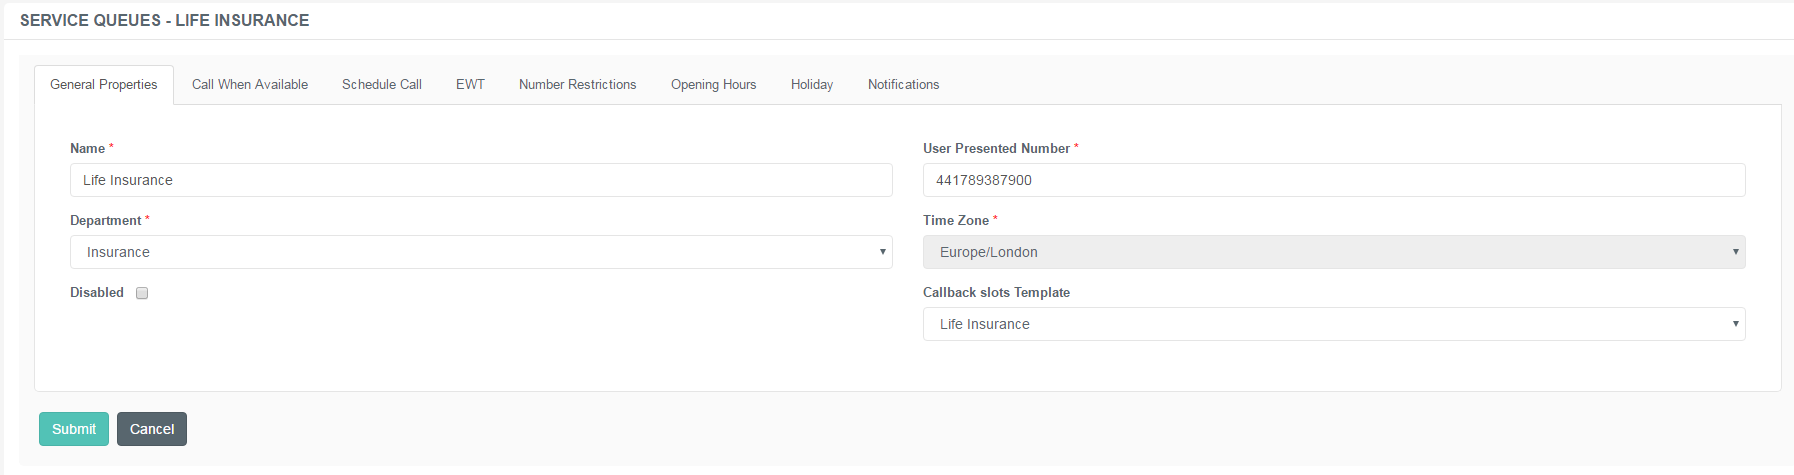 SERVICE QUEUES - LIFE INSURANCE
General Properties Call When Available Schedule Call EWT Number Restrictions Opening Hours Holiday Notifications
Name * User Presented Number *
Life Insurance 441789387900
Department * Time Zone *
Insurance Europe/London
Disabled Callback slots Template
Life Insurance
Submit Cancel